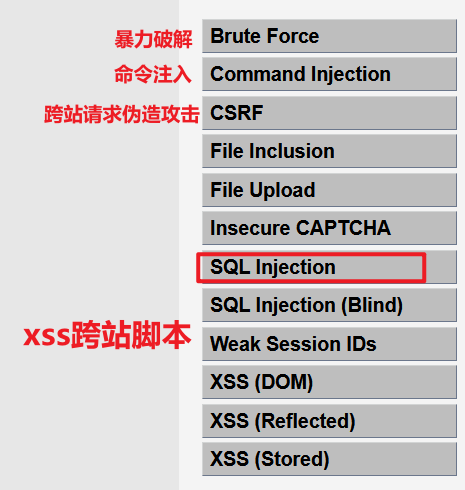 暴力破解 Brute Force
命令注入 Command Injection
跨站请求伪造攻击 CSRF
File Inclusion
File Upload
Insecure CAPTCHA
SQL Injection
SQL Injection (Blind)
xss跨站脚本 Weak Session IDs
XSS (DOM)
XSS (Reflected)
XSS (Stored)